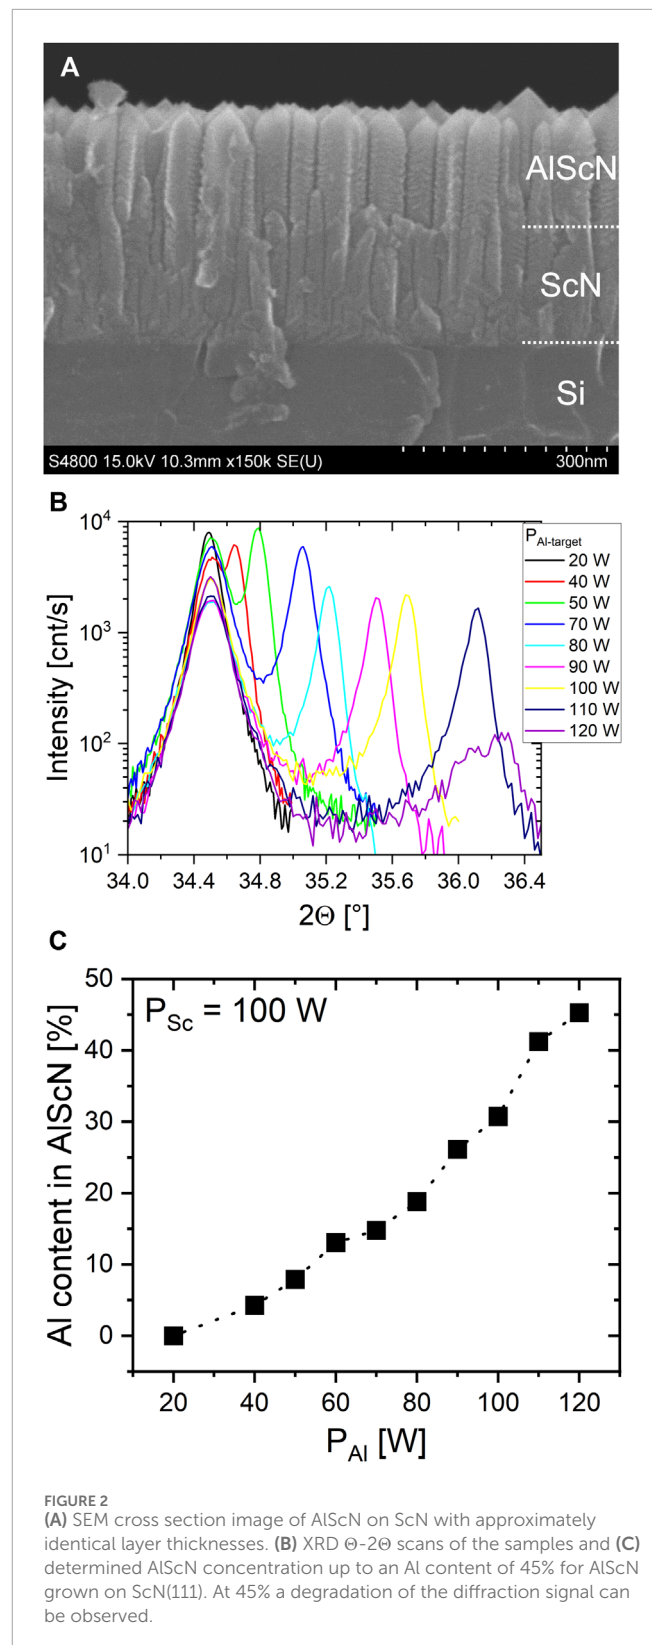 A
AlScN
ScN
Si
S4800 15.0kV 10.3mm x150k SE(U)
300nm
B
10⁴
10³
10²
10¹
Intensity [cnt/s]
P_Al-target
20 W
40 W
50 W
70 W
80 W
90 W
100 W
110 W
120 W
34.0 34.4 34.8 35.2 35.6 36.0 36.4
2Θ [°]
C
50
40
30
20
10
0
Al content in AlScN [%]
P_Sc = 100 W
20 40 60 80 100 120
P_Al [W]
FIGURE 2
(A) SEM cross section image of AlScN on ScN with approximately
identical layer thicknesses. (B) XRD Θ-2Θ scans of the samples and (C)
determined AlScN concentration up to an Al content of 45% for AlScN
grown on ScN(111). At 45% a degradation of the diffraction signal can
be observed.